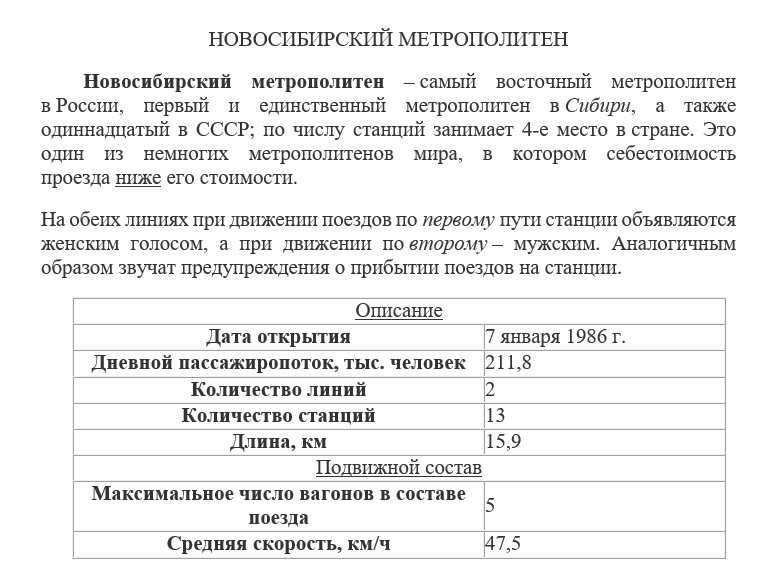 НОВОСИБИРСКИЙ МЕТРОПОЛИТЕН
Новосибирский метрополитен – самый восточный метрополитен
в России, первый и единственный метрополитен в Сибири, а также
одиннадцатый в СССР; по числу станций занимает 4-е место в стране. Это
один из немногих метрополитенов мира, в котором себестоимость
проезда ниже его стоимости.
На обеих линиях при движении поездов по первому пути станции объявляются
женским голосом, а при движении по второму – мужским. Аналогичным
образом звучат предупреждения о прибытии поездов на станции.
Описание
Дата открытия 7 января 1986 г.
Дневной пассажиропоток, тыс. человек 211,8
Количество линий 2
Количество станций 13
Длина, км 15,9
Подвижной состав
Максимальное число вагонов в составе
поезда 5
Средняя скорость, км/ч 47,5